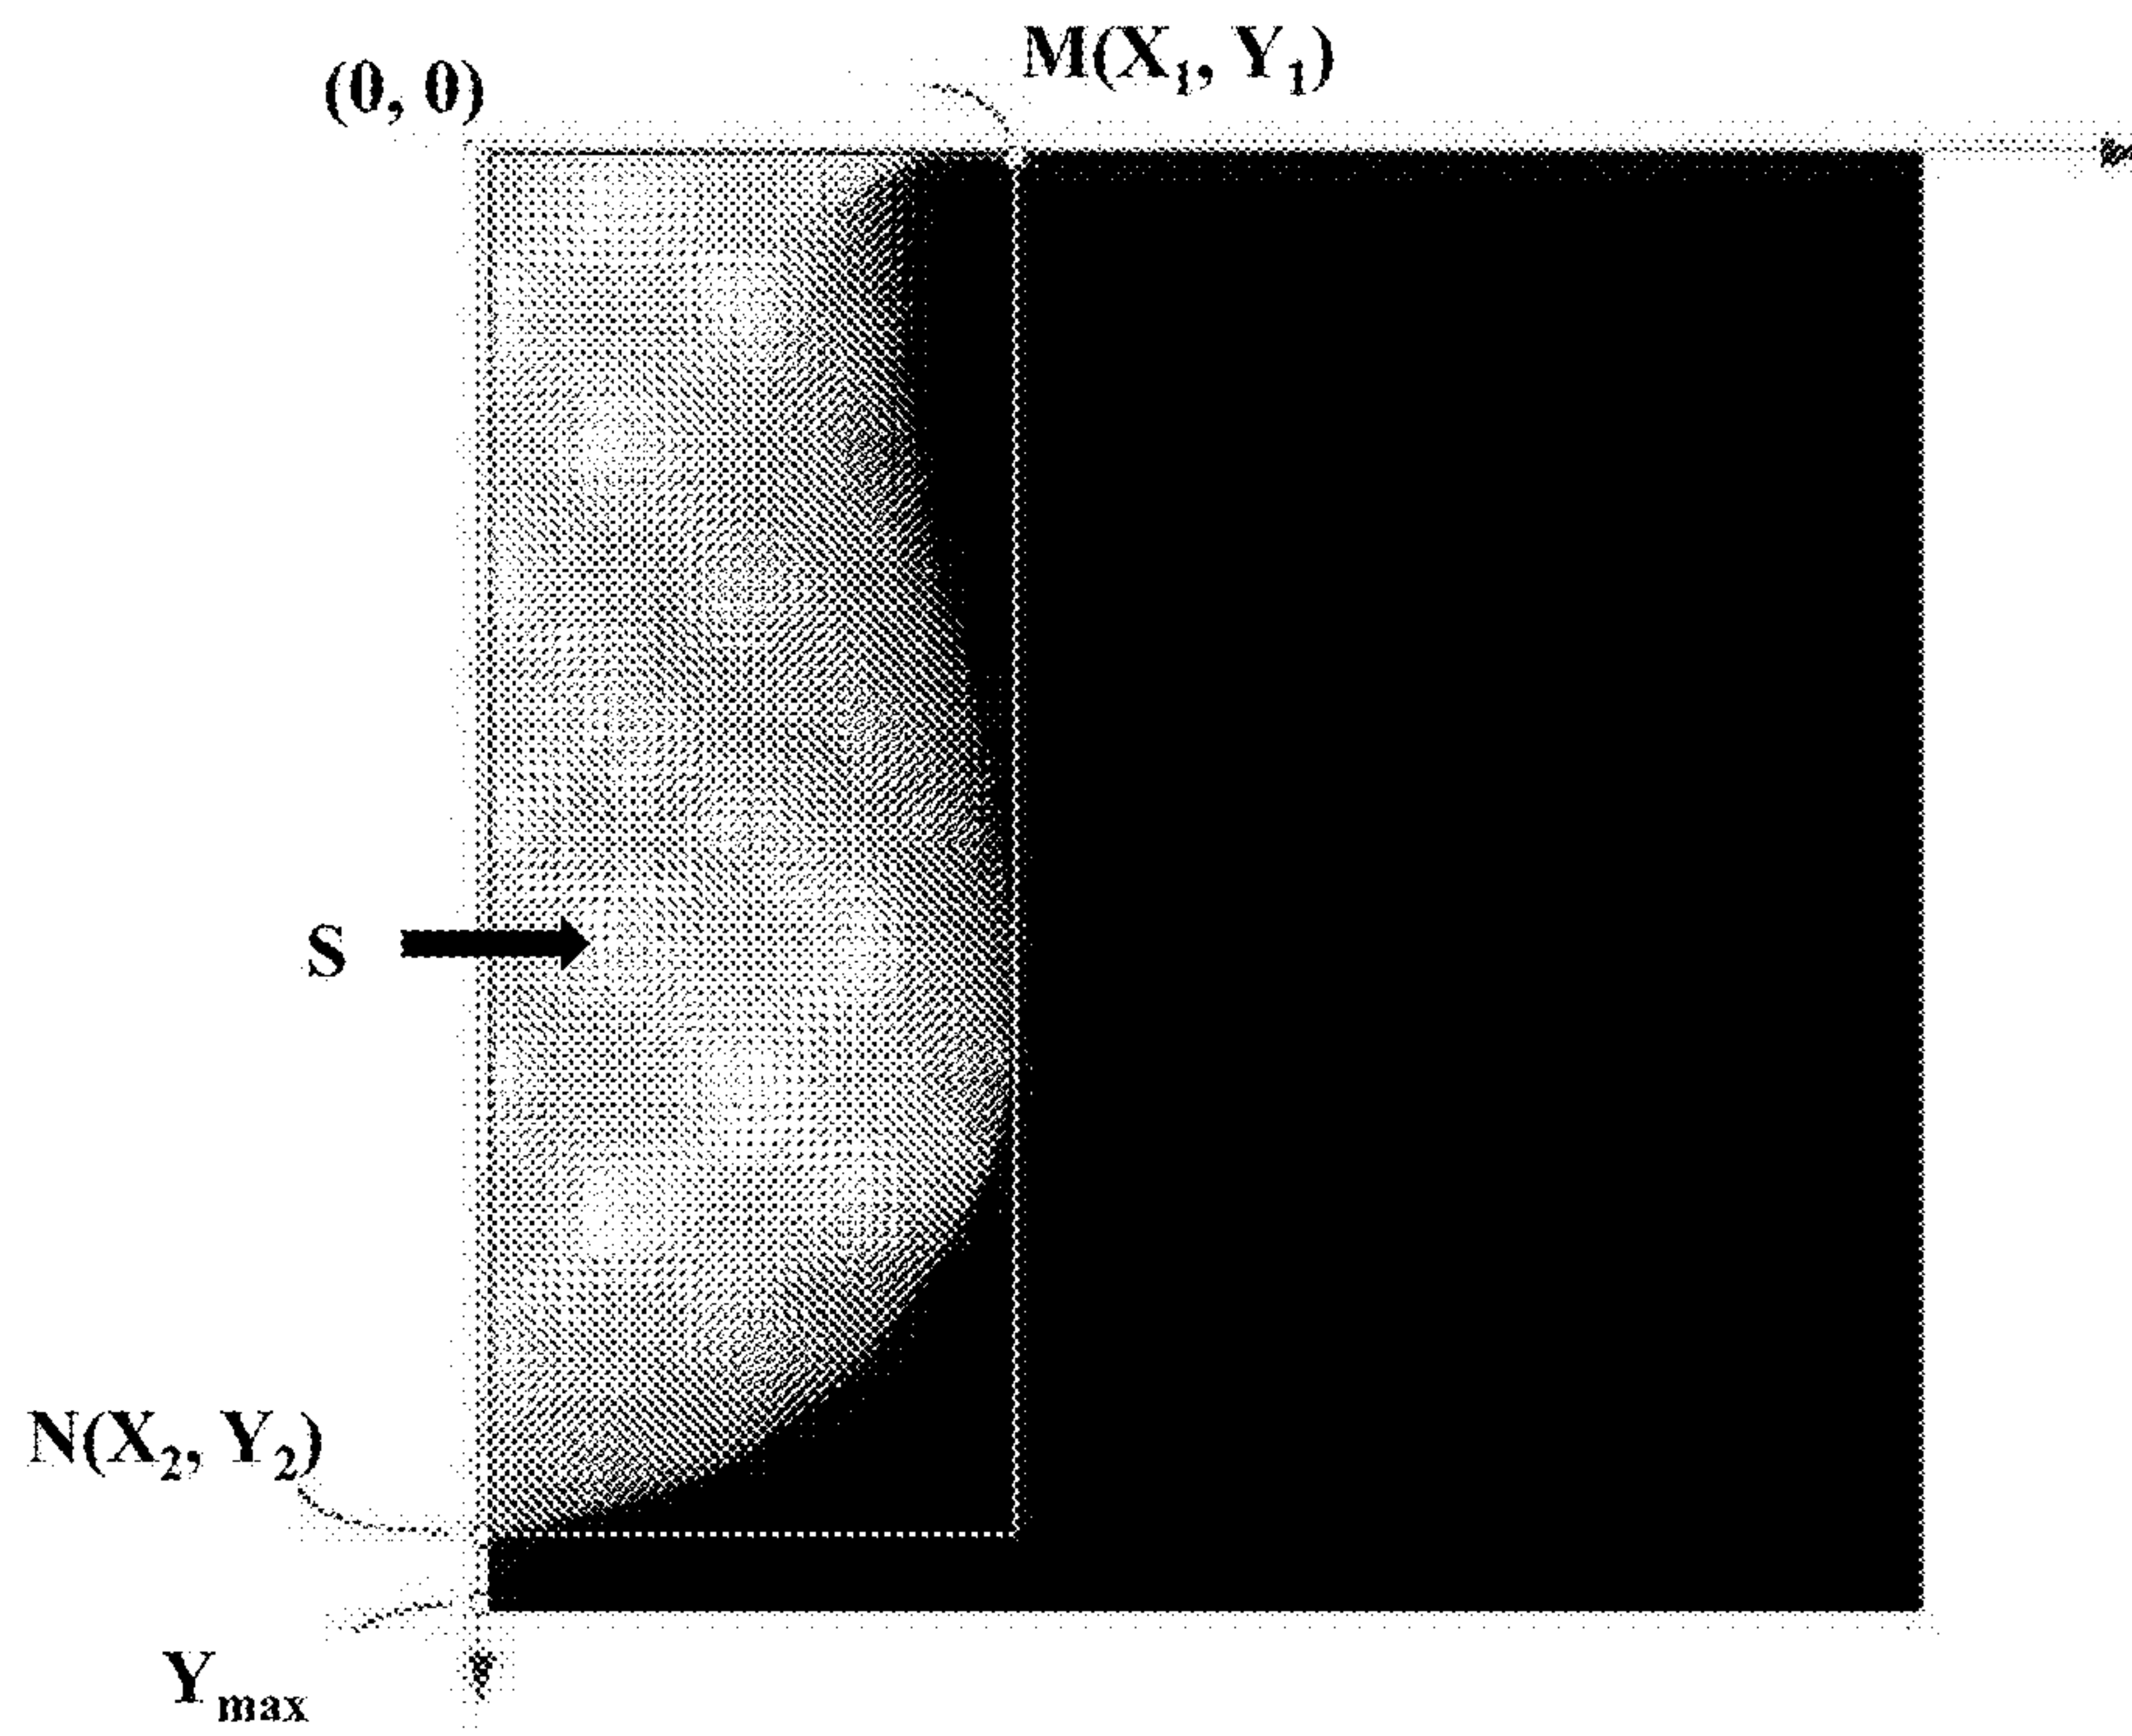 (0, 0)
M(X₁, Y₁)
S
N(X₂, Y₂)
Yₘₐₓ